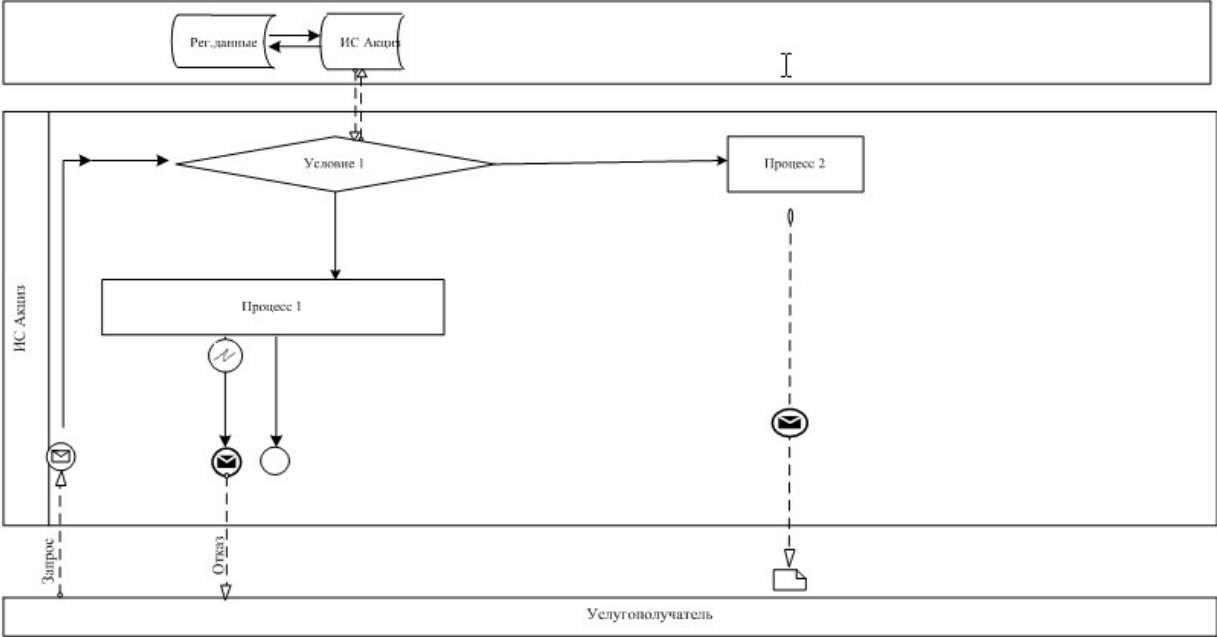 Рег.данные
ИС Акциз
Условие 1
Процесс 2
Процесс 1
ИС Акциз
Запрос
Отказ
Услугополучатель